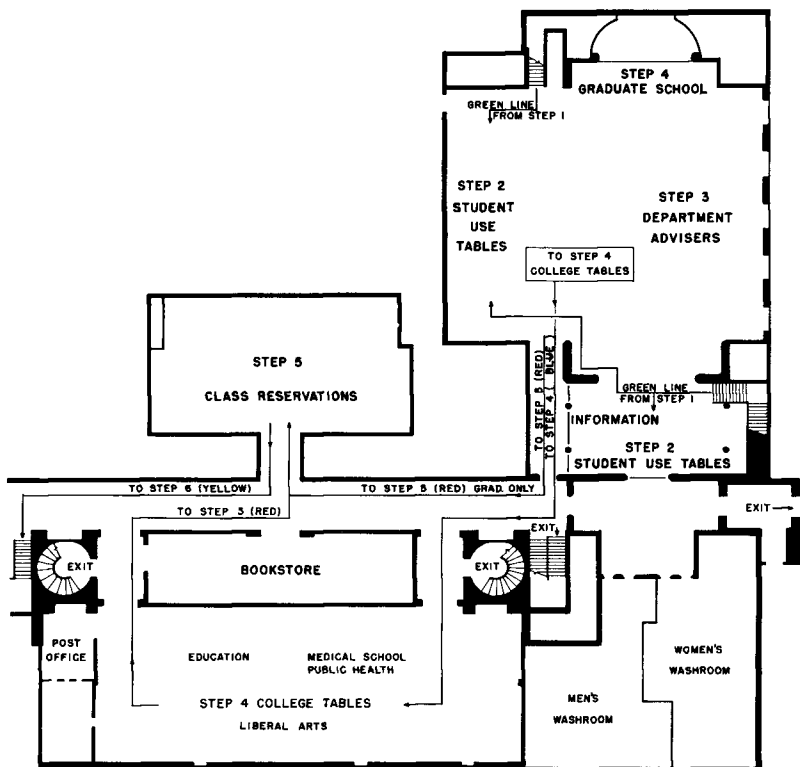 STEP 4
GRADUATE SCHOOL
GREEN LINE
FROM STEP 1
STEP 2
STUDENT
USE
TABLES
STEP 3
DEPARTMENT
ADVISERS
TO STEP 4
COLLEGE TABLES
STEP 5
CLASS RESERVATIONS
TO STEP 5 (RED)
TO STEP 4 (BLUE)
GREEN LINE
FROM STEP 1
INFORMATION
STEP 2
STUDENT USE TABLES
TO STEP 6 (YELLOW)
TO STEP 5 (RED) GRAD. ONLY
TO STEP 5 (RED)
EXIT
EXIT
EXIT
BOOKSTORE
EXIT
POST
OFFICE
EDUCATION
MEDICAL SCHOOL
PUBLIC HEALTH
WOMEN'S
WASHROOM
STEP 4 COLLEGE TABLES
LIBERAL ARTS
MEN'S
WASHROOM